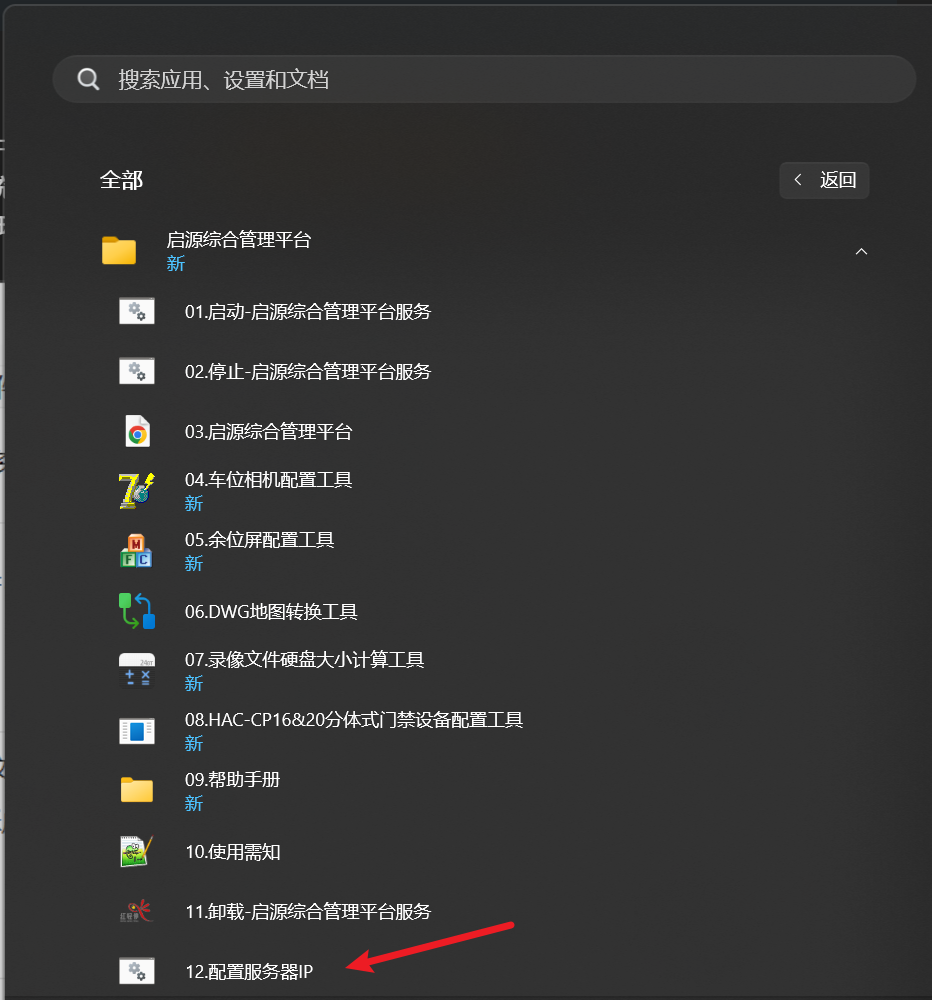 搜索应用、设置和文档
全部
返回
启源综合管理平台
新
01.启动-启源综合管理平台服务
02.停止-启源综合管理平台服务
03.启源综合管理平台
04.车位相机配置工具
新
05.余位屏配置工具
新
06.DWG地图转换工具
07.录像文件硬盘大小计算工具
新
08.HAC-CP16&20分体式门禁设备配置工具
新
09.帮助手册
新
10.使用需知
11.卸载-启源综合管理平台服务
12.配置服务器IP